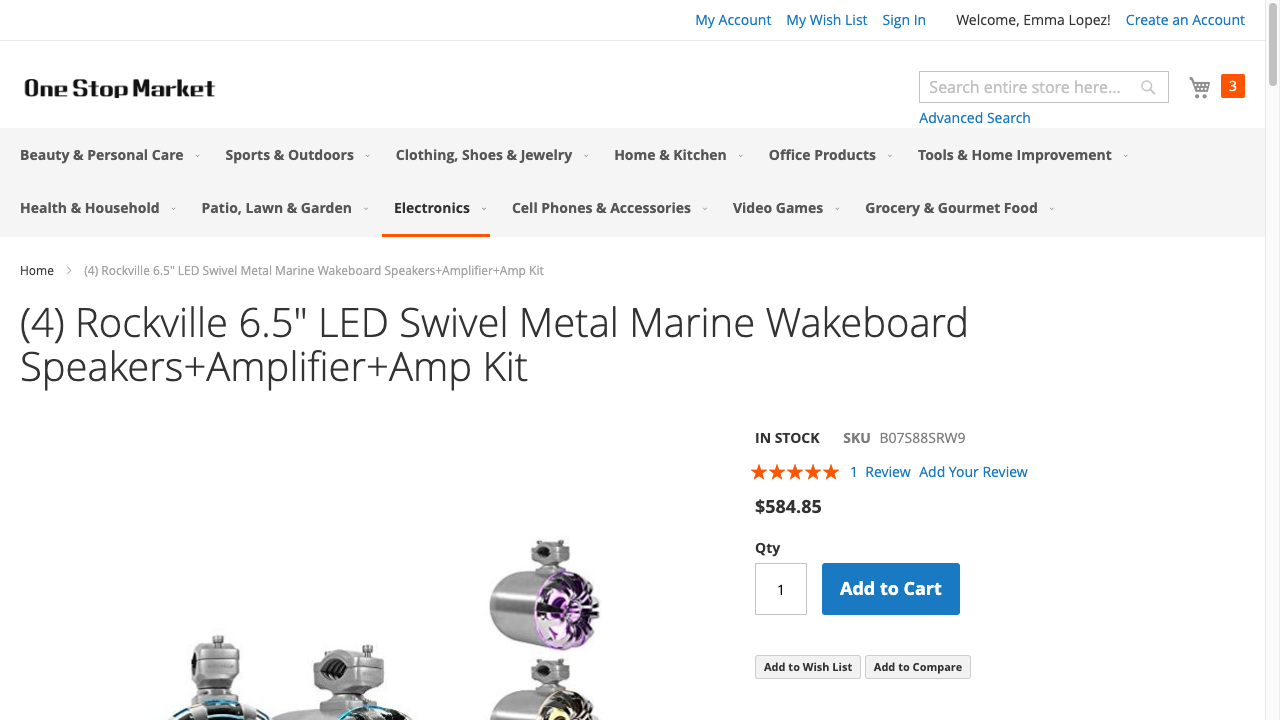 My Account My Wish List Sign In Welcome, Emma Lopez! Create an Account
One Stop Market
Search entire store here...
3
Advanced Search
Beauty & Personal Care Sports & Outdoors Clothing, Shoes & Jewelry Home & Kitchen Office Products Tools & Home Improvement
Health & Household Patio, Lawn & Garden Electronics Cell Phones & Accessories Video Games Grocery & Gourmet Food
Home (4) Rockville 6.5" LED Swivel Metal Marine Wakeboard Speakers+Amplifier+Amp Kit
(4) Rockville 6.5" LED Swivel Metal Marine Wakeboard
Speakers+Amplifier+Amp Kit
IN STOCK SKU B07S88SRW9
1 Review Add Your Review
$584.85
Qty
1 Add to Cart
Add to Wish List Add to Compare